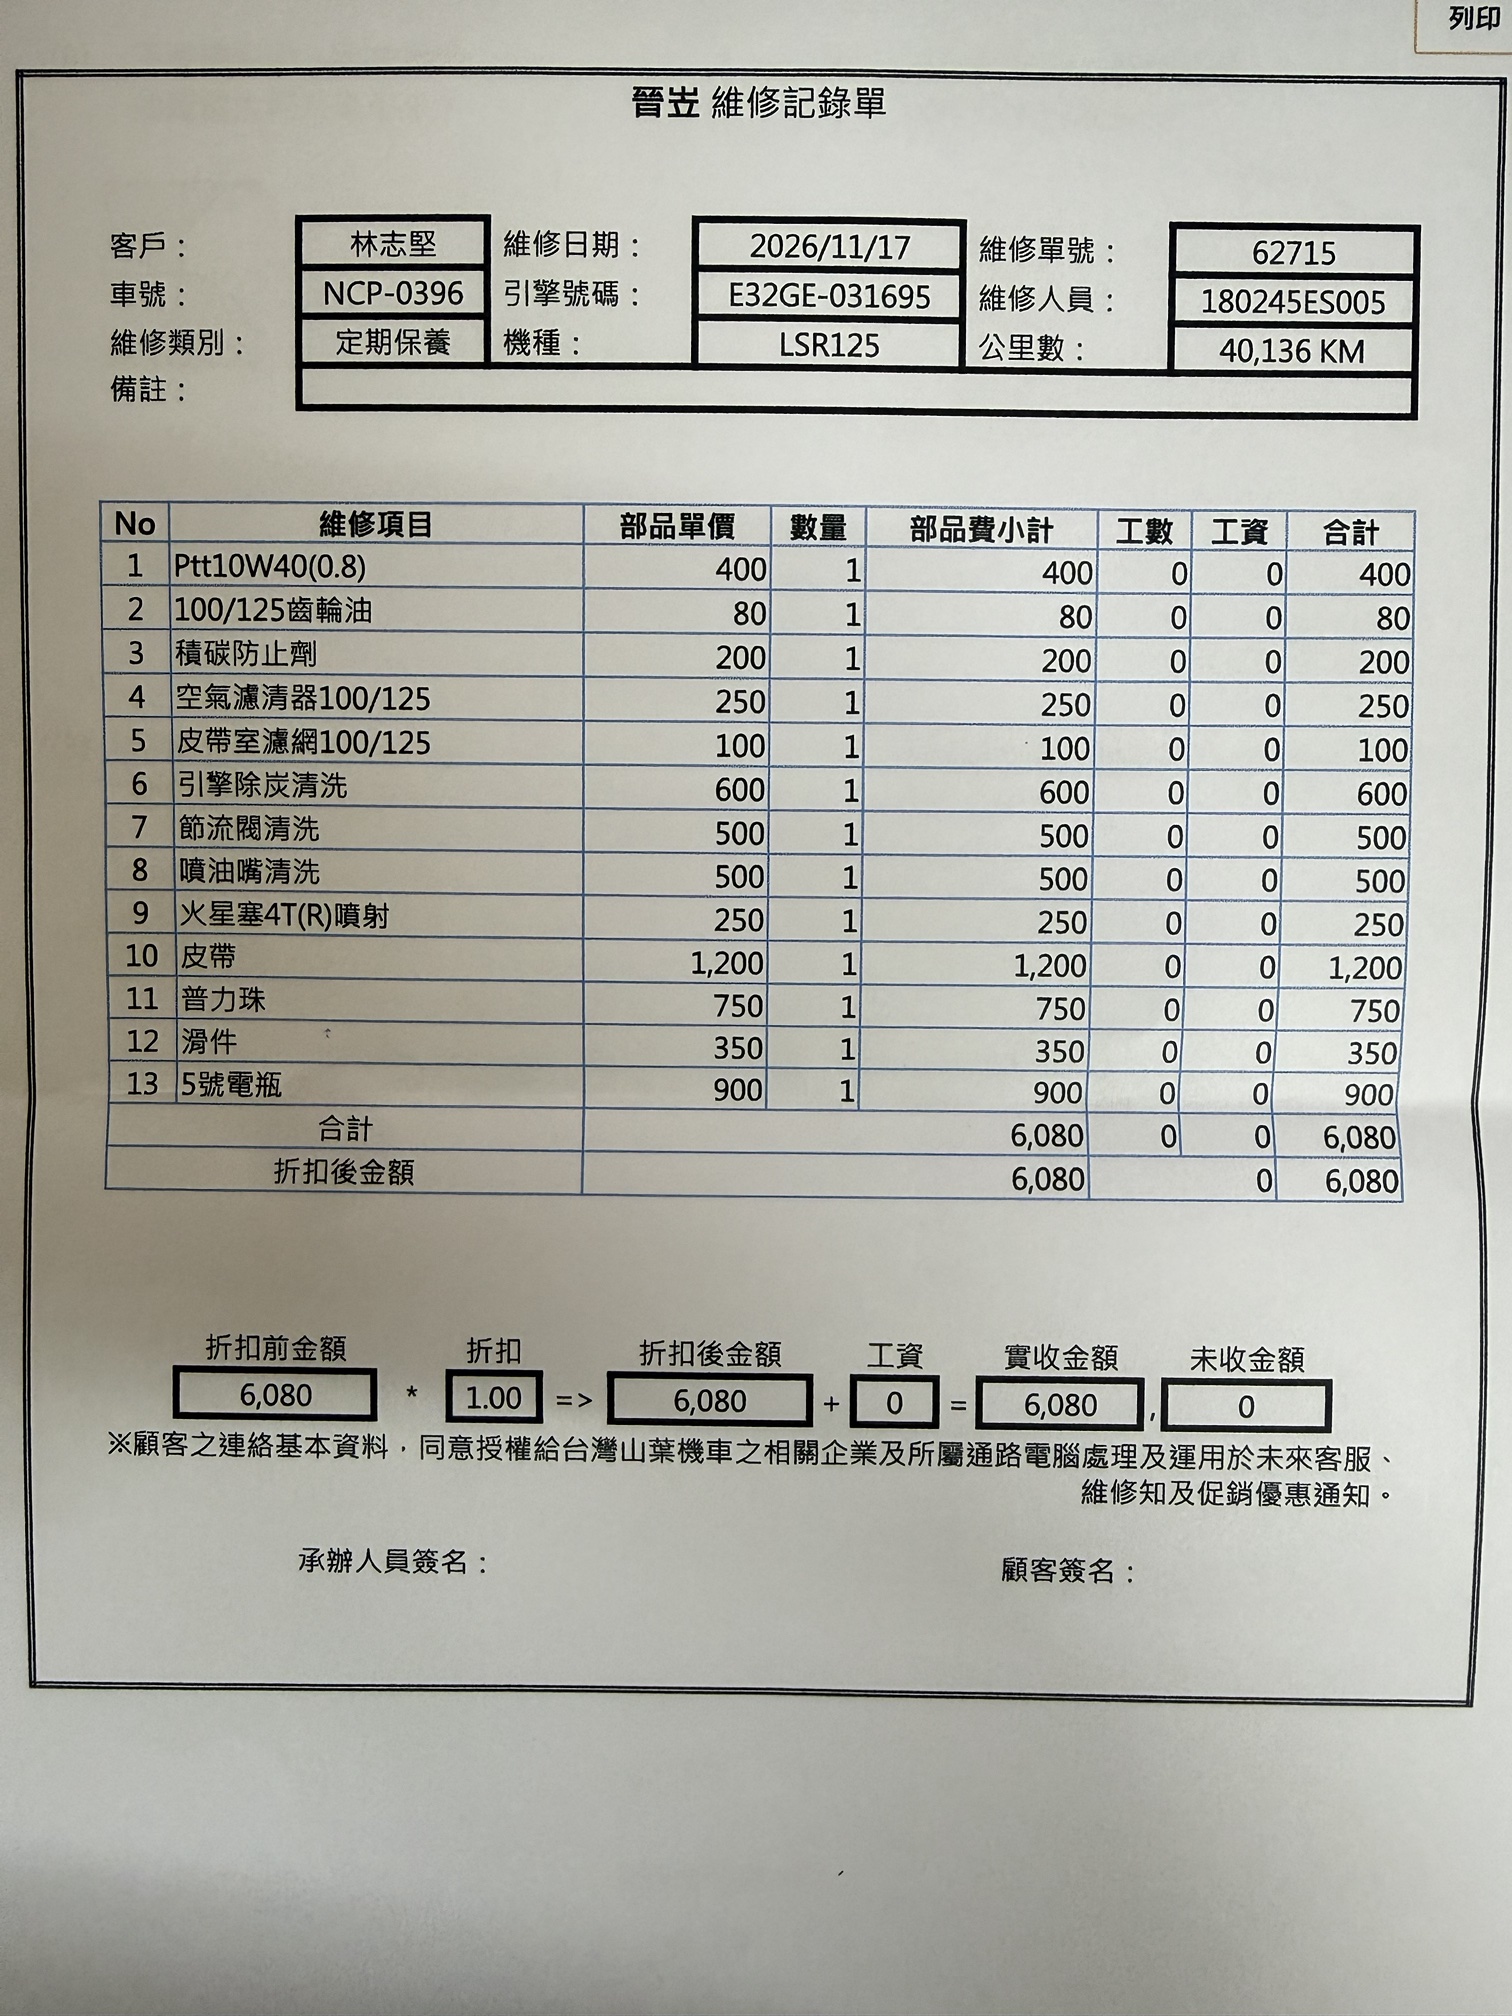 列印
晉岦 維修記錄單
客戶： 林志堅 維修日期： 2026/11/17 維修單號： 62715
車號： NCP-0396 引擎號碼： E32GE-031695 維修人員： 180245ES005
維修類別： 定期保養 機種： LSR125 公里數： 40,136 KM
備註：
No 維修項目 部品單價 數量 部品費小計 工數 工資 合計
1 Ptt10W40(0.8) 400 1 400 0 0 400
2 100/125齒輪油 80 1 80 0 0 80
3 積碳防止劑 200 1 200 0 0 200
4 空氣濾清器100/125 250 1 250 0 0 250
5 皮帶室濾網100/125 100 1 100 0 0 100
6 引擎除炭清洗 600 1 600 0 0 600
7 節流閥清洗 500 1 500 0 0 500
8 噴油嘴清洗 500 1 500 0 0 500
9 火星塞4T(R)噴射 250 1 250 0 0 250
10 皮帶 1,200 1 1,200 0 0 1,200
11 普力珠 750 1 750 0 0 750
12 滑件 350 1 350 0 0 350
13 5號電瓶 900 1 900 0 0 900
合計 6,080 0 0 6,080
折扣後金額 6,080 0 6,080
折扣前金額 折扣 折扣後金額 工資 實收金額 未收金額
6,080 * 1.00 => 6,080 + 0 = 6,080 , 0
※顧客之連絡基本資料，同意授權給台灣山葉機車之相關企業及所屬通路電腦處理及運用於未來客服、
維修知及促銷優惠通知。
承辦人員簽名： 顧客簽名：